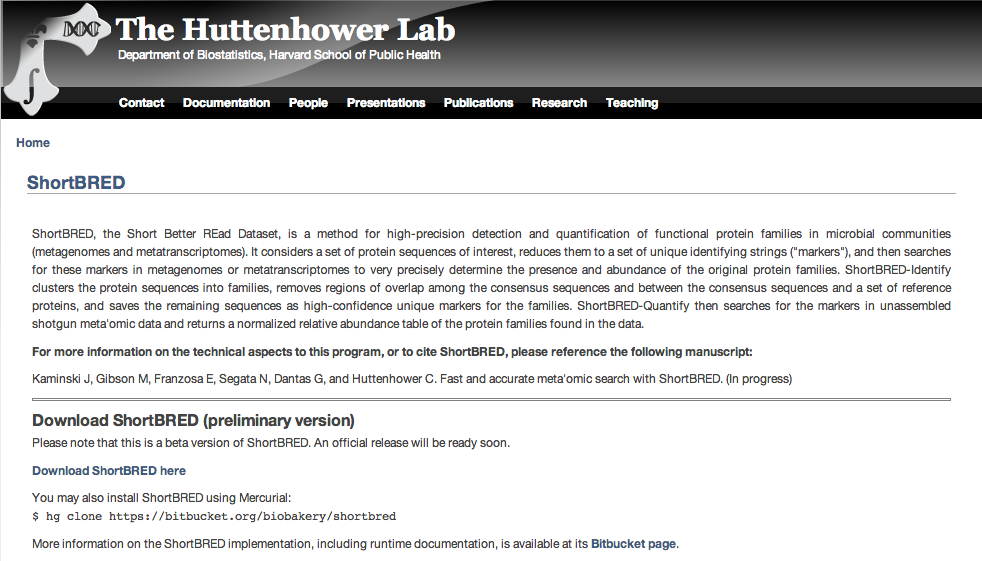 The Huttenhower Lab
Department of Biostatistics, Harvard School of Public Health
Contact Documentation People Presentations Publications Research Teaching
Home
ShortBRED
ShortBRED, the Short Better REad Dataset, is a method for high-precision detection and quantification of functional protein families in microbial communities
(metagenomes and metatranscriptomes). It considers a set of protein sequences of interest, reduces them to a set of unique identifying strings ("markers"), and then searches
for these markers in metagenomes or metatranscriptomes to very precisely determine the presence and abundance of the original protein families. ShortBRED-Identify
clusters the protein sequences into families, removes regions of overlap among the consensus sequences and between the consensus sequences and a set of reference
proteins, and saves the remaining sequences as high-confidence unique markers for the families. ShortBRED-Quantify then searches for the markers in unassembled
shotgun meta'omic data and returns a normalized relative abundance table of the protein families found in the data.
For more information on the technical aspects to this program, or to cite ShortBRED, please reference the following manuscript:
Kaminski J, Gibson M, Franzosa E, Segata N, Dantas G, and Huttenhower C. Fast and accurate meta'omic search with ShortBRED. (In progress)
Download ShortBRED (preliminary version)
Please note that this is a beta version of ShortBRED. An official release will be ready soon.
Download ShortBRED here
You may also install ShortBRED using Mercurial:
$ hg clone https://bitbucket.org/biobakery/shortbred
More information on the ShortBRED implementation, including runtime documentation, is available at its Bitbucket page.